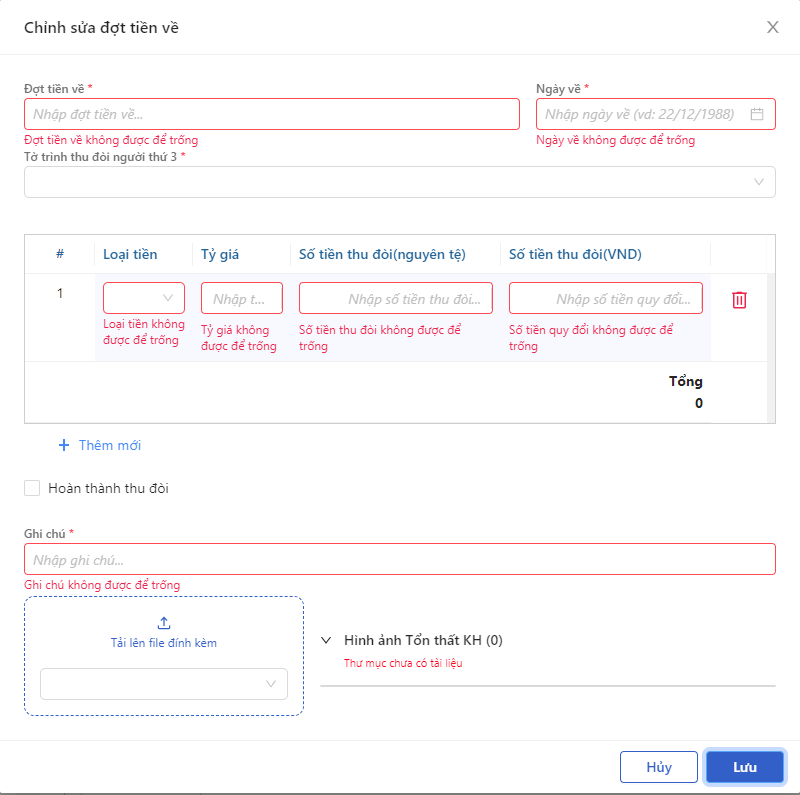 Chỉnh sửa đợt tiền về
Đợt tiền về *
Ngày về *
Nhập đợt tiền về...
Nhập ngày về (vd: 22/12/1988)
Đợt tiền về không được để trống
Ngày về không được để trống
Tờ trình thu đòi người thứ 3 *
# Loại tiền Tỷ giá Số tiền thu đòi(nguyên tệ) Số tiền thu đòi(VND)
1 Nhập t... Nhập số tiền thu đòi... Nhập số tiền quy đổi...
Loại tiền không
được để trống
Tỷ giá không
được để trống
Số tiền thu đòi không được để
trống
Số tiền quy đổi không được để
trống
Tổng
0
+ Thêm mới
Hoàn thành thu đòi
Ghi chú *
Nhập ghi chú...
Ghi chú không được để trống
Tải lên file đính kèm
Hình ảnh Tổn thất KH (0)
Thư mục chưa có tài liệu
Hủy
Lưu